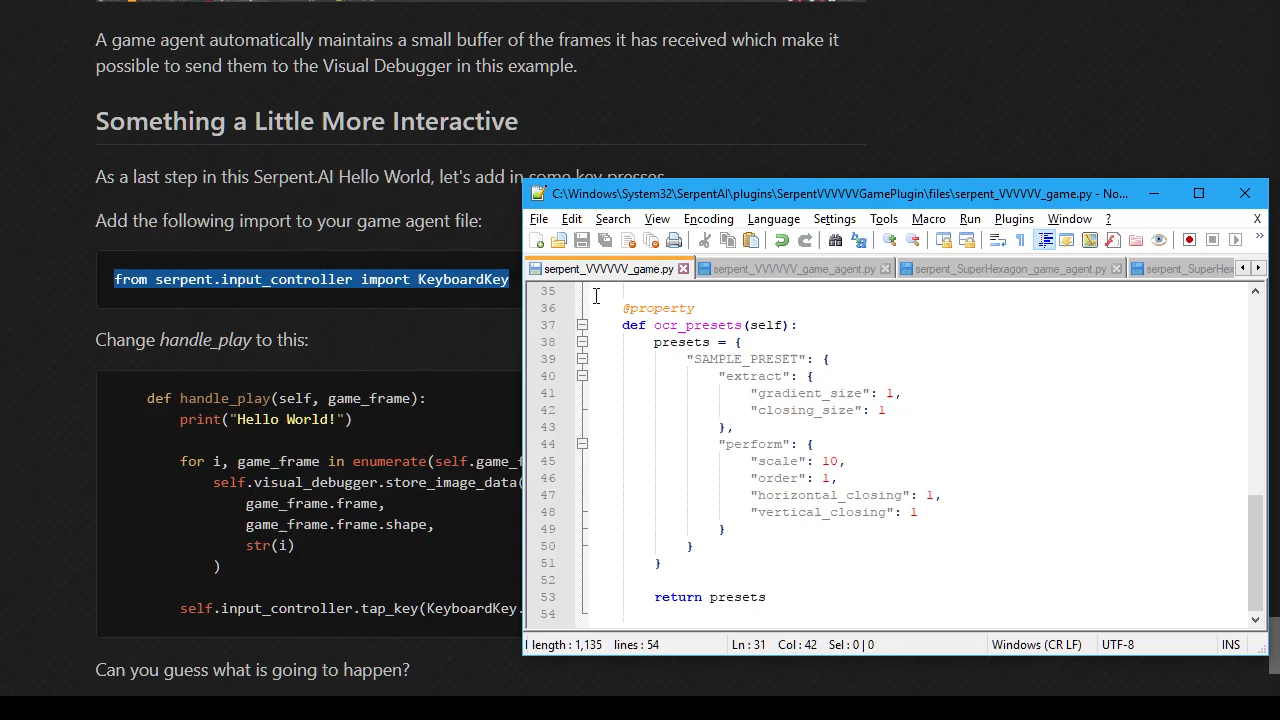 A game agent automatically maintains a small buffer of the frames it has received which make it
possible to send them to the Visual Debugger in this example.
Something a Little More Interactive
As a last step in this Serpent.AI Hello World, let's add in some key presses.
Add the following import to your game agent file:
from serpent.input_controller import KeyboardKey
Change handle_play to this:
def handle_play(self, game_frame):
print("Hello World!")
for i, game_frame in enumerate(self.game_f
self.visual_debugger.store_image_data(
game_frame.frame,
game_frame.frame.shape,
str(i)
)
self.input_controller.tap_key(KeyboardKey.
Can you guess what is going to happen?
C:\Windows\System32\SerpentAI\plugins\SerpentVVVVVVGamePlugin\files\serpent_VVVVVV_game.py - No...
File Edit Search View Encoding Language Settings Tools Macro Run Plugins Window ? X
serpent_VVVVVV_game.py serpent_VVVVVV_game_agent.py serpent_SuperHexagon_game_agent.py serpent_SuperHex
35
36 @property
37 def ocr_presets(self):
38 presets = {
39 "SAMPLE_PRESET": {
40 "extract": {
41 "gradient_size": 1,
42 "closing_size": 1
43 },
44 "perform": {
45 "scale": 10,
46 "order": 1,
47 "horizontal_closing": 1,
48 "vertical_closing": 1
49 }
50 }
51 }
52
53 return presets
54
length : 1,135 lines : 54 Ln : 31 Col : 42 Sel : 0 | 0 Windows (CR LF) UTF-8 INS